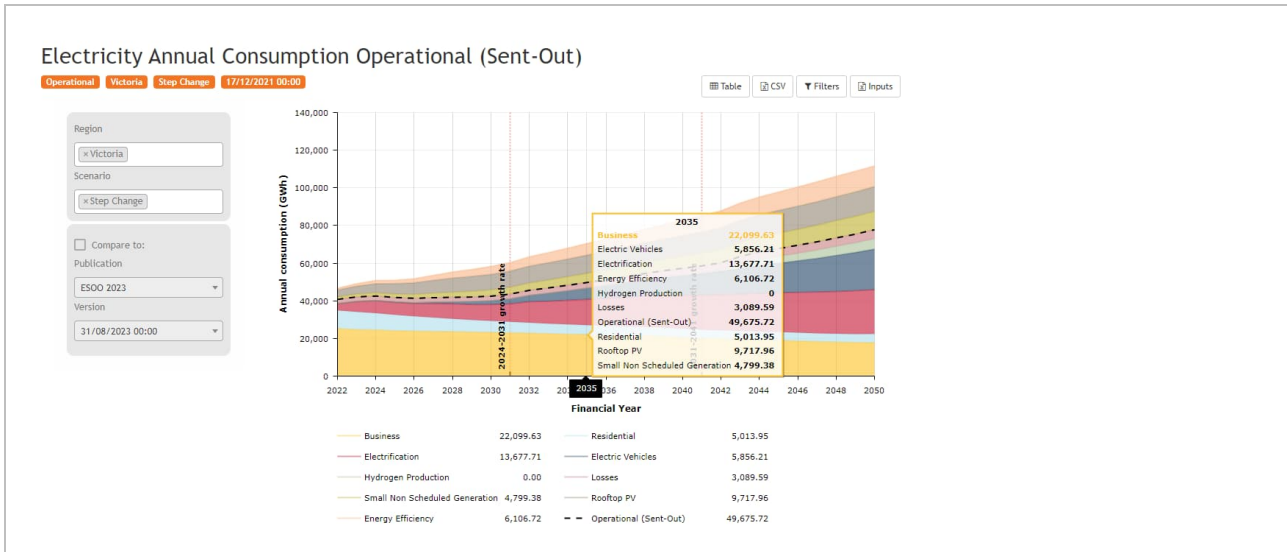 Electricity Annual Consumption Operational (Sent-Out)
Operational Victoria Step Change 17/12/2021 00:00
Table CSV Filters Inputs
Region
× Victoria
Scenario
× Step Change
Compare to:
Publication
ESOO 2023
Version
31/08/2023 00:00
Annual consumption (GWh)
140,000
120,000
100,000
80,000
60,000
40,000
20,000
0
2024-2031 growth rate
2031-2041 growth rate
2035
Business 22,099.63
Electric Vehicles 5,856.21
Electrification 13,677.71
Energy Efficiency 6,106.72
Hydrogen Production 0
Losses 3,089.59
Operational (Sent-Out) 49,675.72
Residential 5,013.95
Rooftop PV 9,717.96
Small Non Scheduled Generation 4,799.38
2022 2024 2026 2028 2030 2032 2035 2036 2038 2040 2042 2044 2046 2048 2050
Financial Year
Business 22,099.63 Residential 5,013.95
Electrification 13,677.71 Electric Vehicles 5,856.21
Hydrogen Production 0.00 Losses 3,089.59
Small Non Scheduled Generation 4,799.38 Rooftop PV 9,717.96
Energy Efficiency 6,106.72 Operational (Sent-Out) 49,675.72